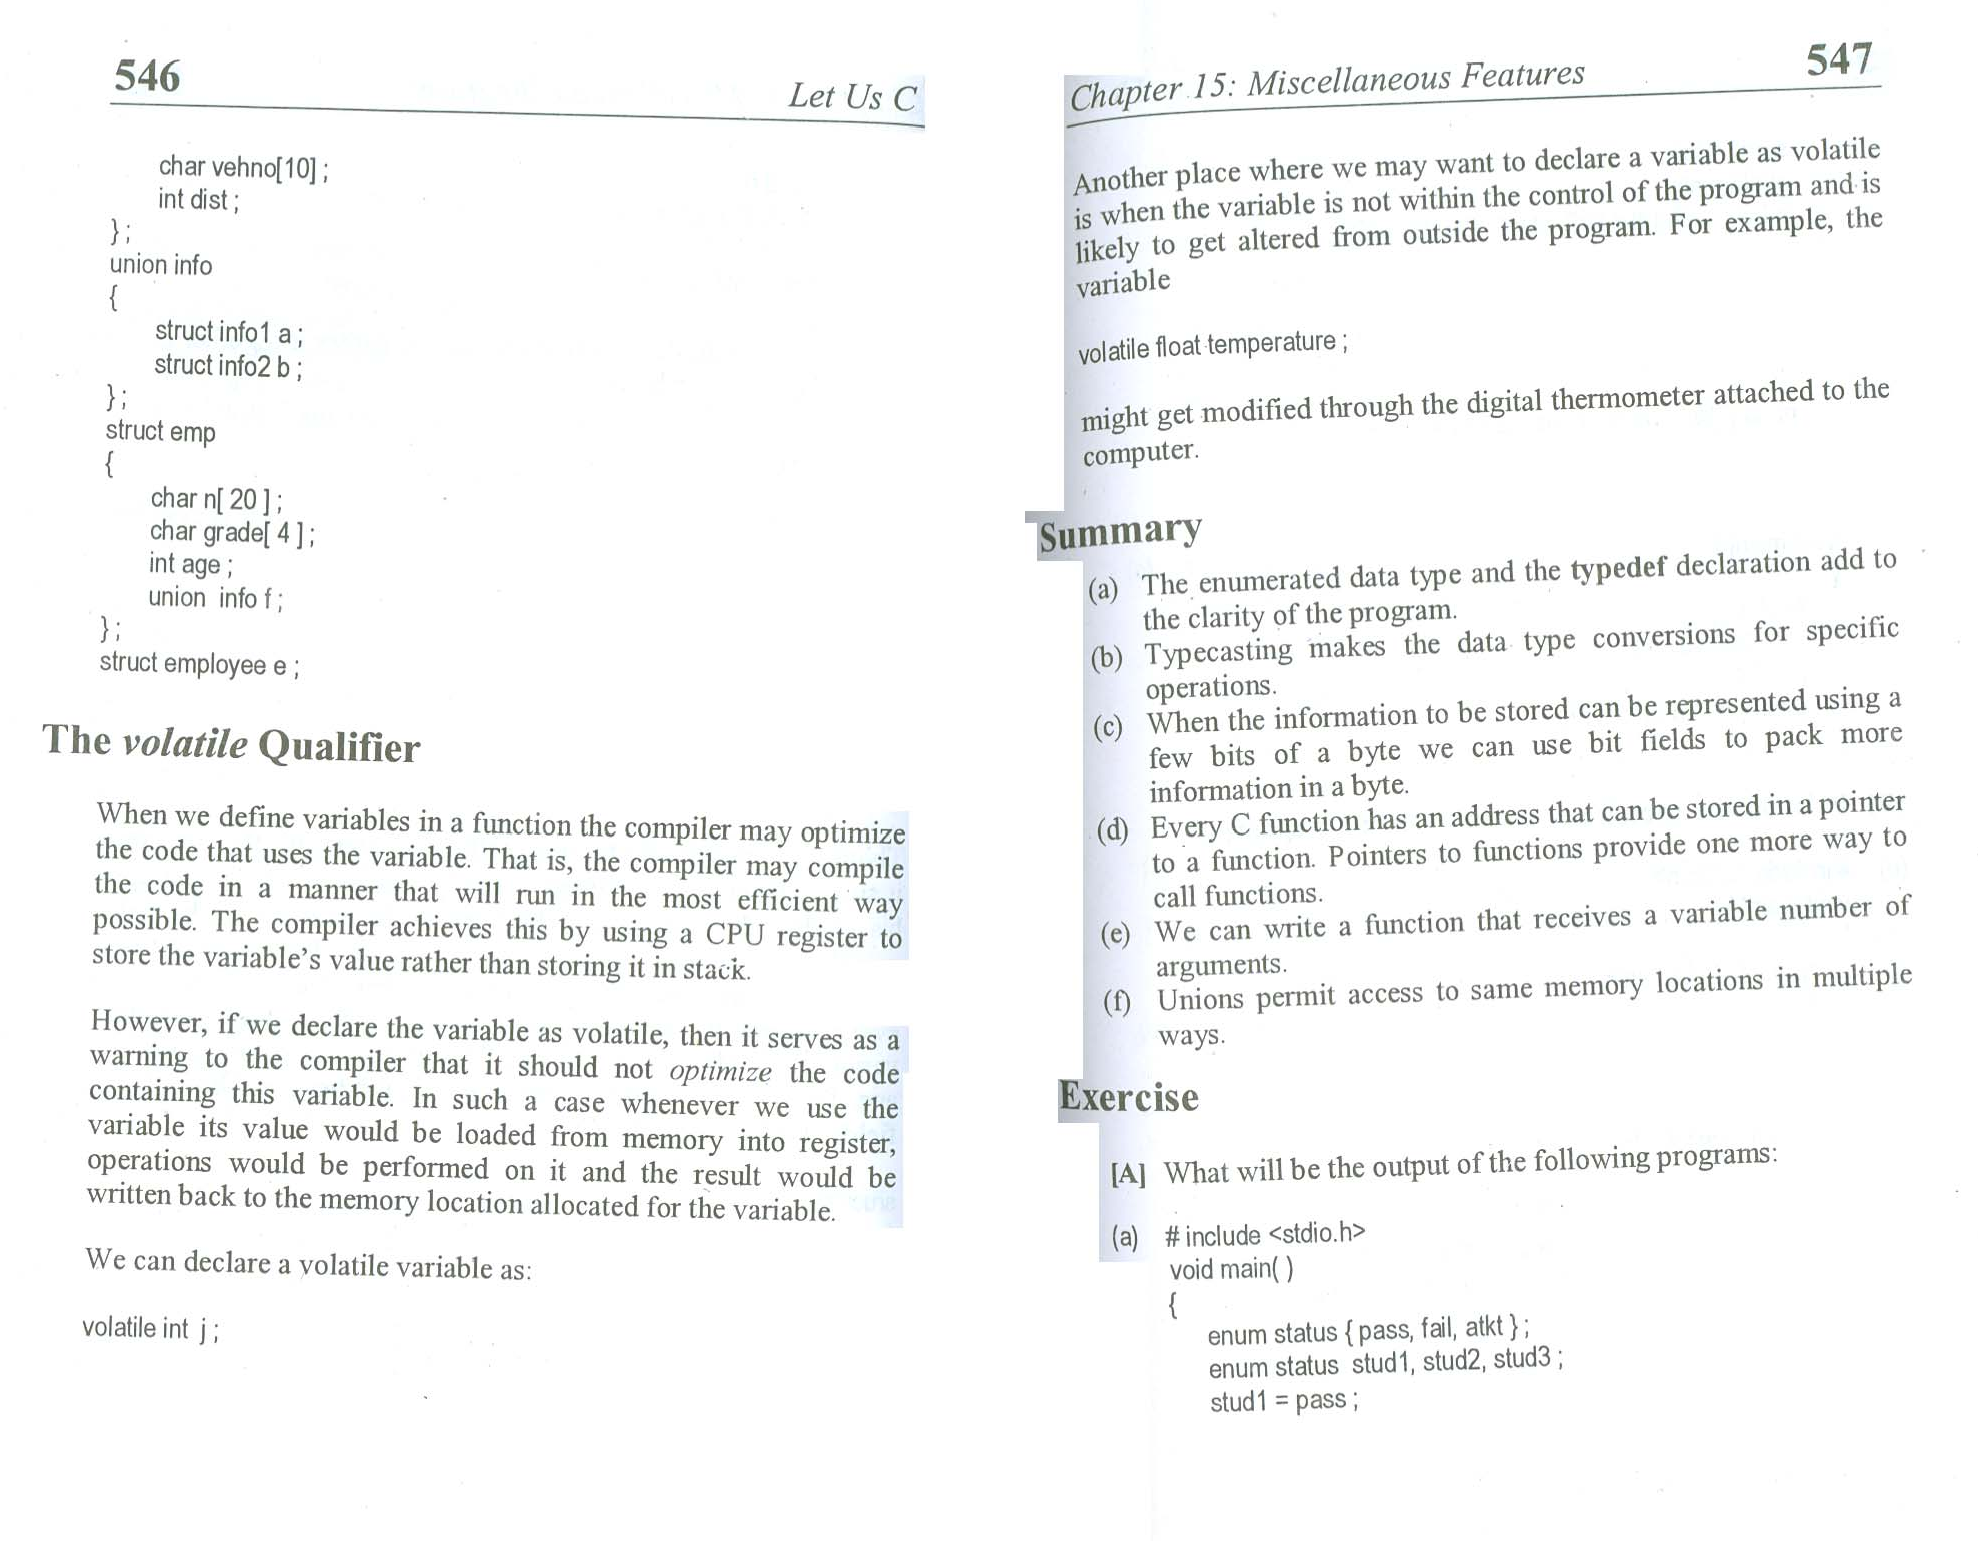 546
Let Us C
char vehno[10] ;
int dist ;
} ;
union info
{
struct info1 a ;
struct info2 b ;
} ;
struct emp
{
char n[ 20 ] ;
char grade[ 4 ] ;
int age ;
union info f ;
} ;
struct employee e ;
The volatile Qualifier
When we define variables in a function the compiler may optimize
the code that uses the variable. That is, the compiler may compile
the code in a manner that will run in the most efficient way
possible. The compiler achieves this by using a CPU register to
store the variable's value rather than storing it in stack.
However, if we declare the variable as volatile, then it serves as a
warning to the compiler that it should not optimize the code
containing this variable. In such a case whenever we use the
variable its value would be loaded from memory into register,
operations would be performed on it and the result would be
written back to the memory location allocated for the variable.
We can declare a volatile variable as:
volatile int j ;
Chapter 15: Miscellaneous Features
547
Another place where we may want to declare a variable as volatile
is when the variable is not within the control of the program and is
likely to get altered from outside the program. For example, the
variable
volatile float temperature ;
might get modified through the digital thermometer attached to the
computer.
Summary
(a) The enumerated data type and the typedef declaration add to
the clarity of the program.
(b) Typecasting makes the data type conversions for specific
operations.
(c) When the information to be stored can be represented using a
few bits of a byte we can use bit fields to pack more
information in a byte.
(d) Every C function has an address that can be stored in a pointer
to a function. Pointers to functions provide one more way to
call functions.
(e) We can write a function that receives a variable number of
arguments.
(f) Unions permit access to same memory locations in multiple
ways.
Exercise
[A] What will be the output of the following programs:
(a) # include <stdio.h>
void main( )
{
enum status { pass, fail, atkt } ;
enum status stud1, stud2, stud3 ;
stud1 = pass ;